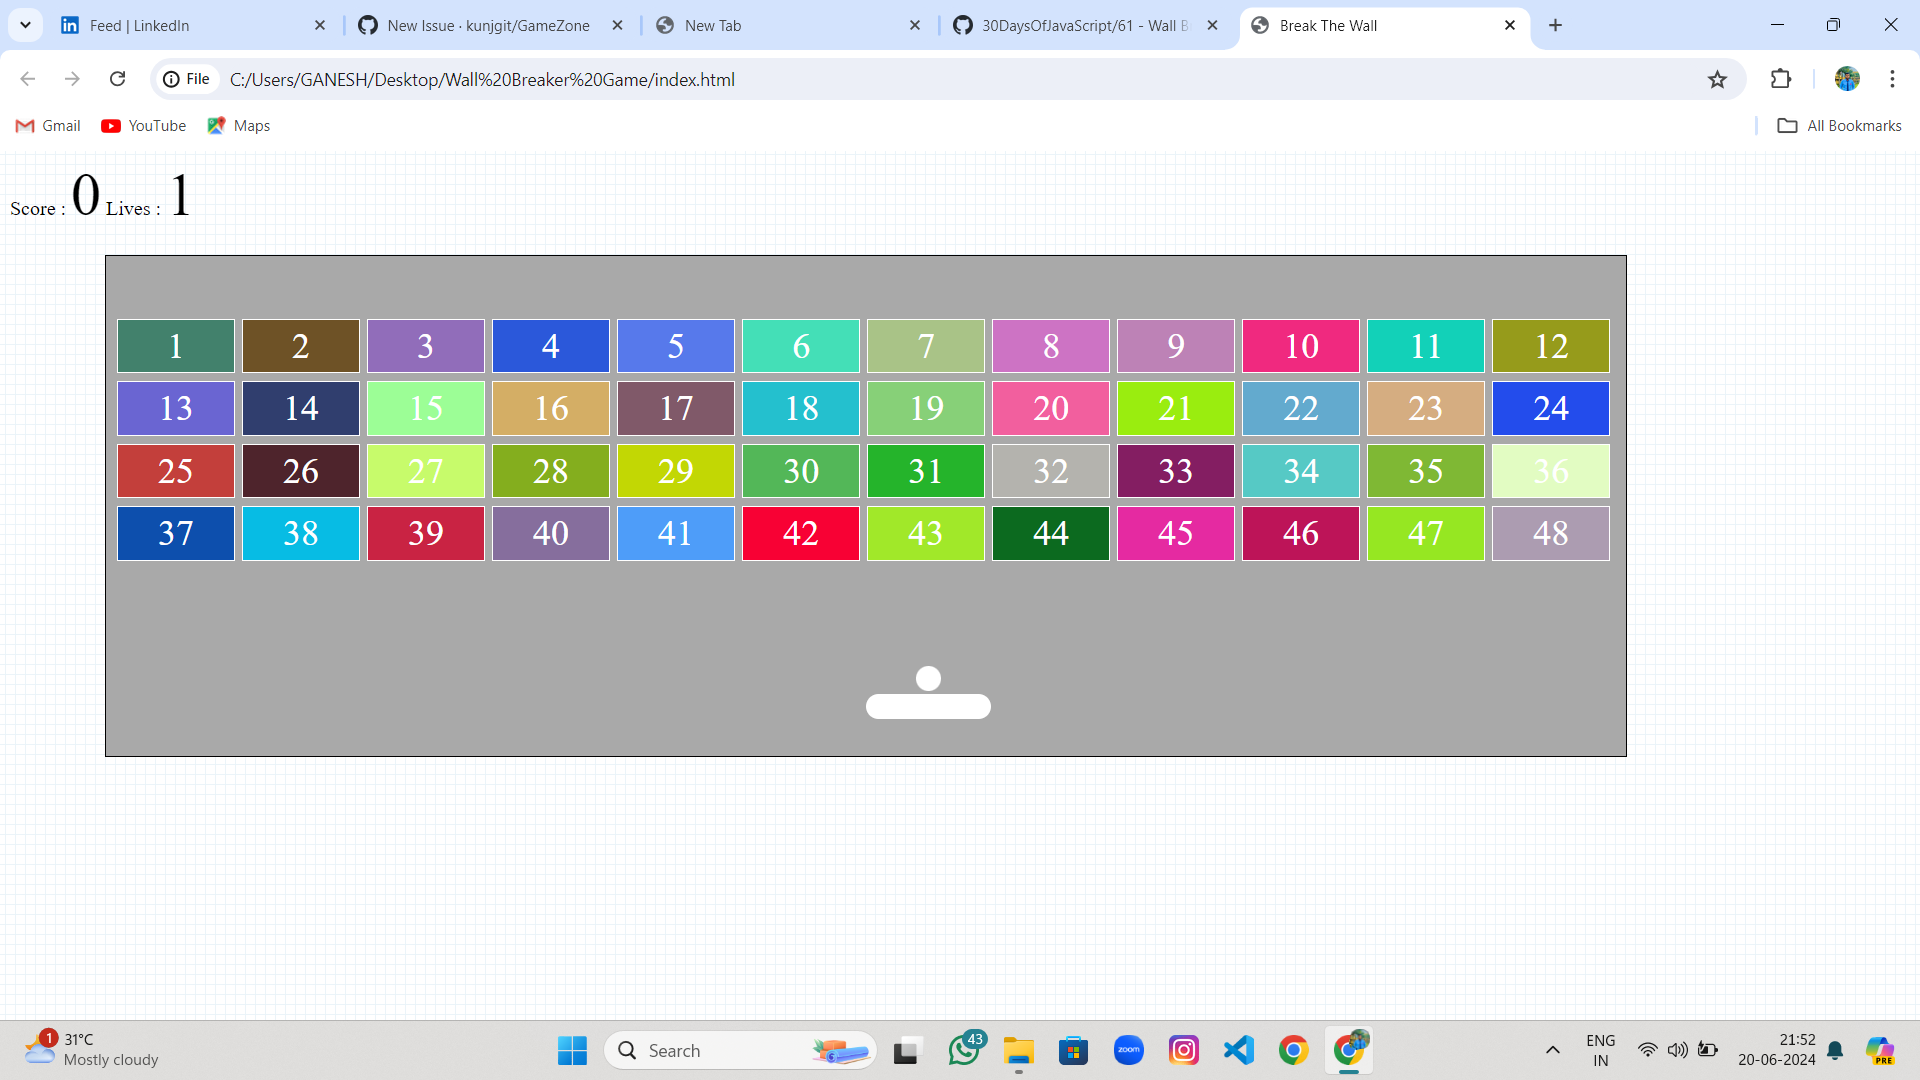 Feed | LinkedIn
New Issue · kunjgit/GameZone
New Tab
30DaysOfJavaScript/61 - Wall B
Break The Wall
File
C:/Users/GANESH/Desktop/Wall%20Breaker%20Game/index.html
Gmail
YouTube
Maps
All Bookmarks
Score : 0 Lives : 1
1 2 3 4 5 6 7 8 9 10 11 12
13 14 15 16 17 18 19 20 21 22 23 24
25 26 27 28 29 30 31 32 33 34 35 36
37 38 39 40 41 42 43 44 45 46 47 48
1
31°C
Mostly cloudy
Search
43
zoom
ENG
IN
21:52
20-06-2024
PRE